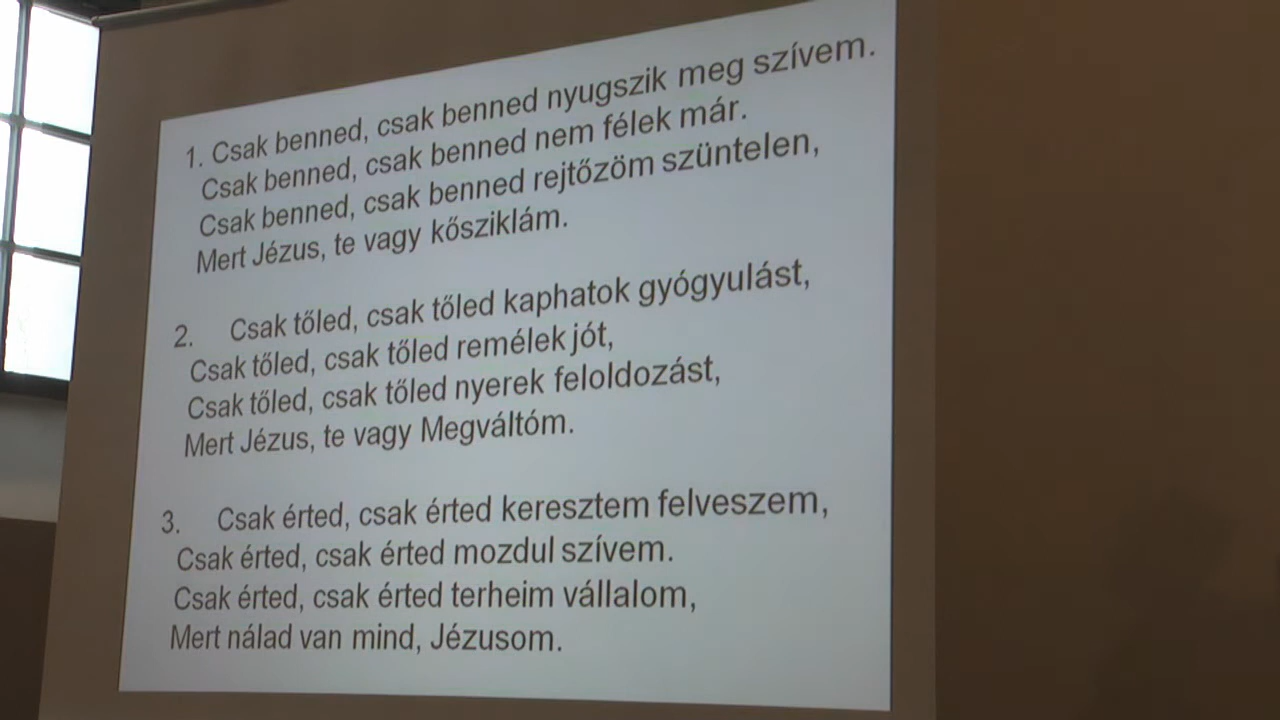 1. Csak benned, csak benned nyugszik meg szívem.
Csak benned, csak benned nem félek már.
Csak benned, csak benned rejtőzöm szüntelen,
Mert Jézus, te vagy kősziklám.
2. Csak tőled, csak tőled kaphatok gyógyulást,
Csak tőled, csak tőled remélek jót,
Csak tőled, csak tőled nyerek feloldozást,
Mert Jézus, te vagy Megváltóm.
3. Csak érted, csak érted keresztem felveszem,
Csak érted, csak érted mozdul szívem.
Csak érted, csak érted terheim vállalom,
Mert nálad van mind, Jézusom.